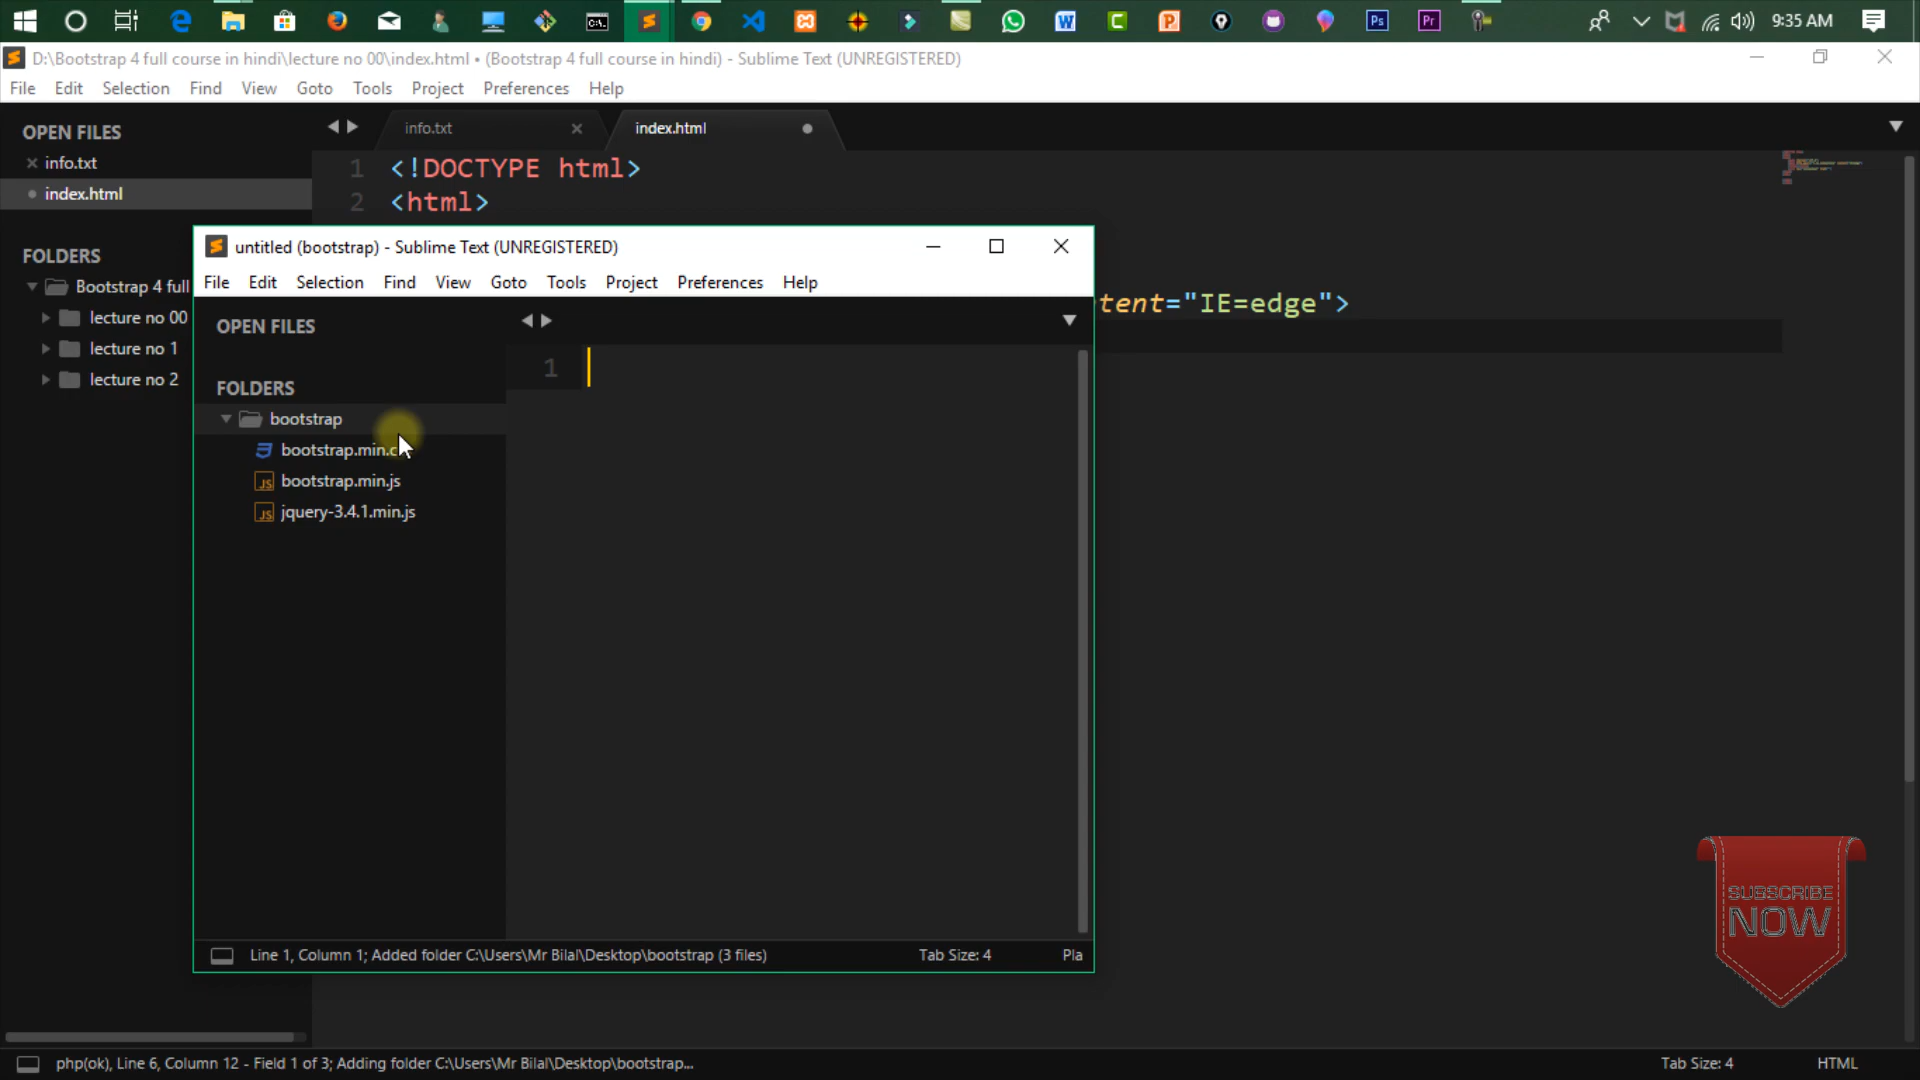 9:35 AM
D:\Bootstrap 4 full course in hindi\lecture no 00\index.html • (Bootstrap 4 full course in hindi) - Sublime Text (UNREGISTERED)
File Edit Selection Find View Goto Tools Project Preferences Help
OPEN FILES
info.txt
index.html
info.txt
index.html
1 <!DOCTYPE html>
2 <html>
tent="IE=edge">
FOLDERS
Bootstrap 4 full
lecture no 00
lecture no 1
lecture no 2
untitled (bootstrap) - Sublime Text (UNREGISTERED)
File Edit Selection Find View Goto Tools Project Preferences Help
OPEN FILES
1
FOLDERS
bootstrap
bootstrap.min.c
bootstrap.min.js
jquery-3.4.1.min.js
Line 1, Column 1; Added folder C:\Users\Mr Bilal\Desktop\bootstrap (3 files)
Tab Size: 4
Pla
SUBSCRIBE
NOW
php(ok), Line 6, Column 12 - Field 1 of 3; Adding folder C:\Users\Mr Bilal\Desktop\bootstrap...
Tab Size: 4
HTML